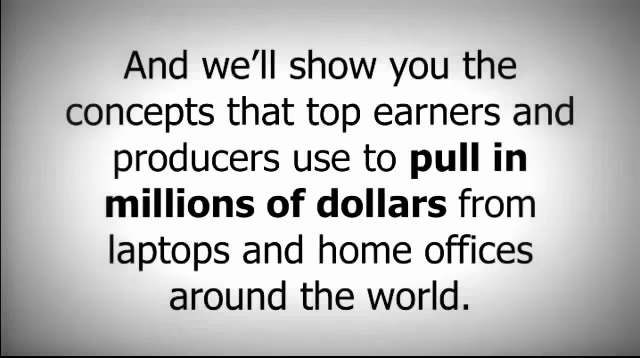 And we’ll show you the
concepts that top earners and
producers use to pull in
millions of dollars from
laptops and home offices
around the world.